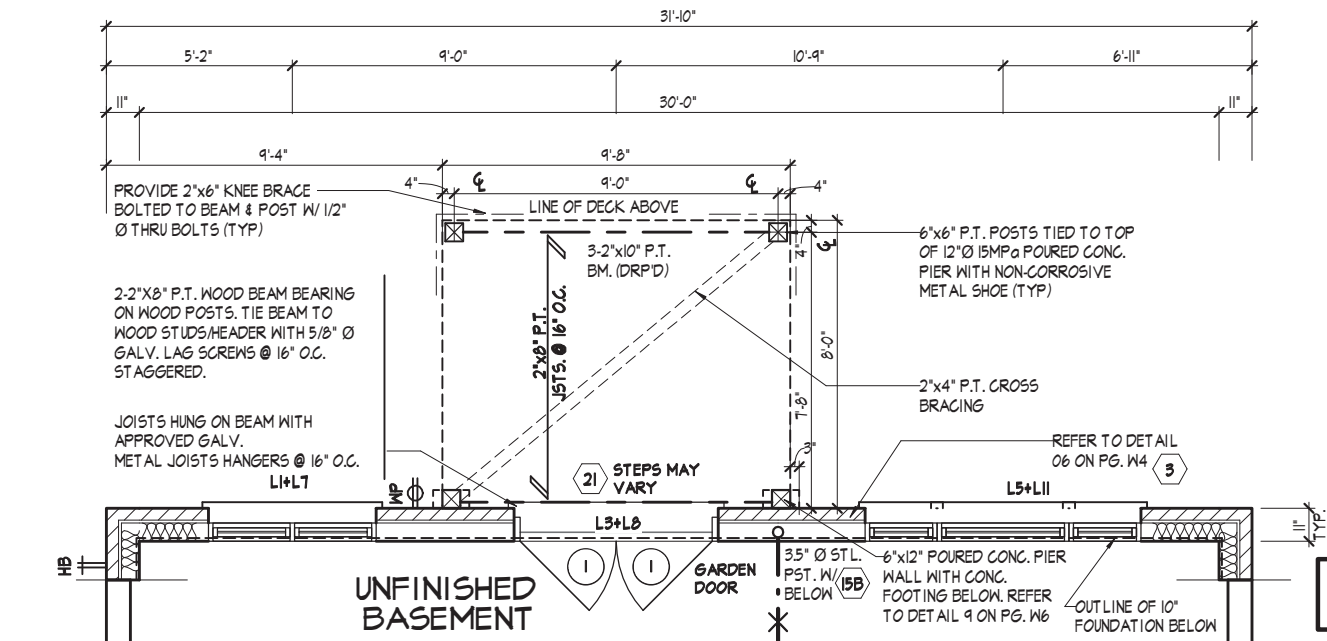 31'-10"
5'-2"
9'-0"
10'-9"
6'-11"
11"
30'-0"
11"
9'-4"
9'-8"
4"
℄
9'-0"
℄
4"
PROVIDE 2"x6" KNEE BRACE
BOLTED TO BEAM & POST W/ 1/2"
Ø THRU BOLTS (TYP)
LINE OF DECK ABOVE
3-2"x10" P.T.
BM. (DRP'D)
4"
℄
6"x6" P.T. POSTS TIED TO TOP
OF 12"Ø 15MPa POURED CONC.
PIER WITH NON-CORROSIVE
METAL SHOE (TYP)
2-2"X8" P.T. WOOD BEAM BEARING
ON WOOD POSTS. TIE BEAM TO
WOOD STUDS/HEADER WITH 5/8" Ø
GALV. LAG SCREWS @ 16" O.C.
STAGGERED.
2"x8" P.T.
JSTS. @ 16" O.C.
8'-0"
7'-8"
2"x4" P.T. CROSS
BRACING
JOISTS HUNG ON BEAM WITH
APPROVED GALV.
METAL JOISTS HANGERS @ 16" O.C.
3"
REFER TO DETAIL
06 ON PG. W4
3
L1+L7
WP
21
STEPS MAY
VARY
L5+L11
L3+L8
11"
TYP.
HB
UNFINISHED
BASEMENT
1
1
GARDEN
DOOR
3.5" Ø STL.
PST. W/
BELOW
15B
6"x12" POURED CONC. PIER
WALL WITH CONC.
FOOTING BELOW. REFER
TO DETAIL 9 ON PG. W6
OUTLINE OF 10"
FOUNDATION BELOW